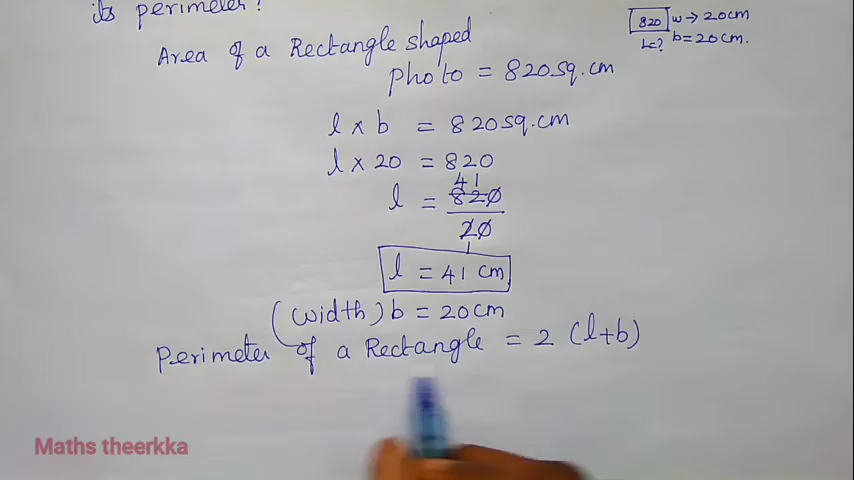 its perimeter?
820 w → 20cm
L=? b = 20cm.
Area of a Rectangle shaped
photo = 820sq.cm
l x b = 820sq.cm
l x 20 = 820
41
l = 820
20
1
l = 41 cm
(width) b = 20cm
Perimeter of a Rectangle = 2 (l+b)
Maths theerkka